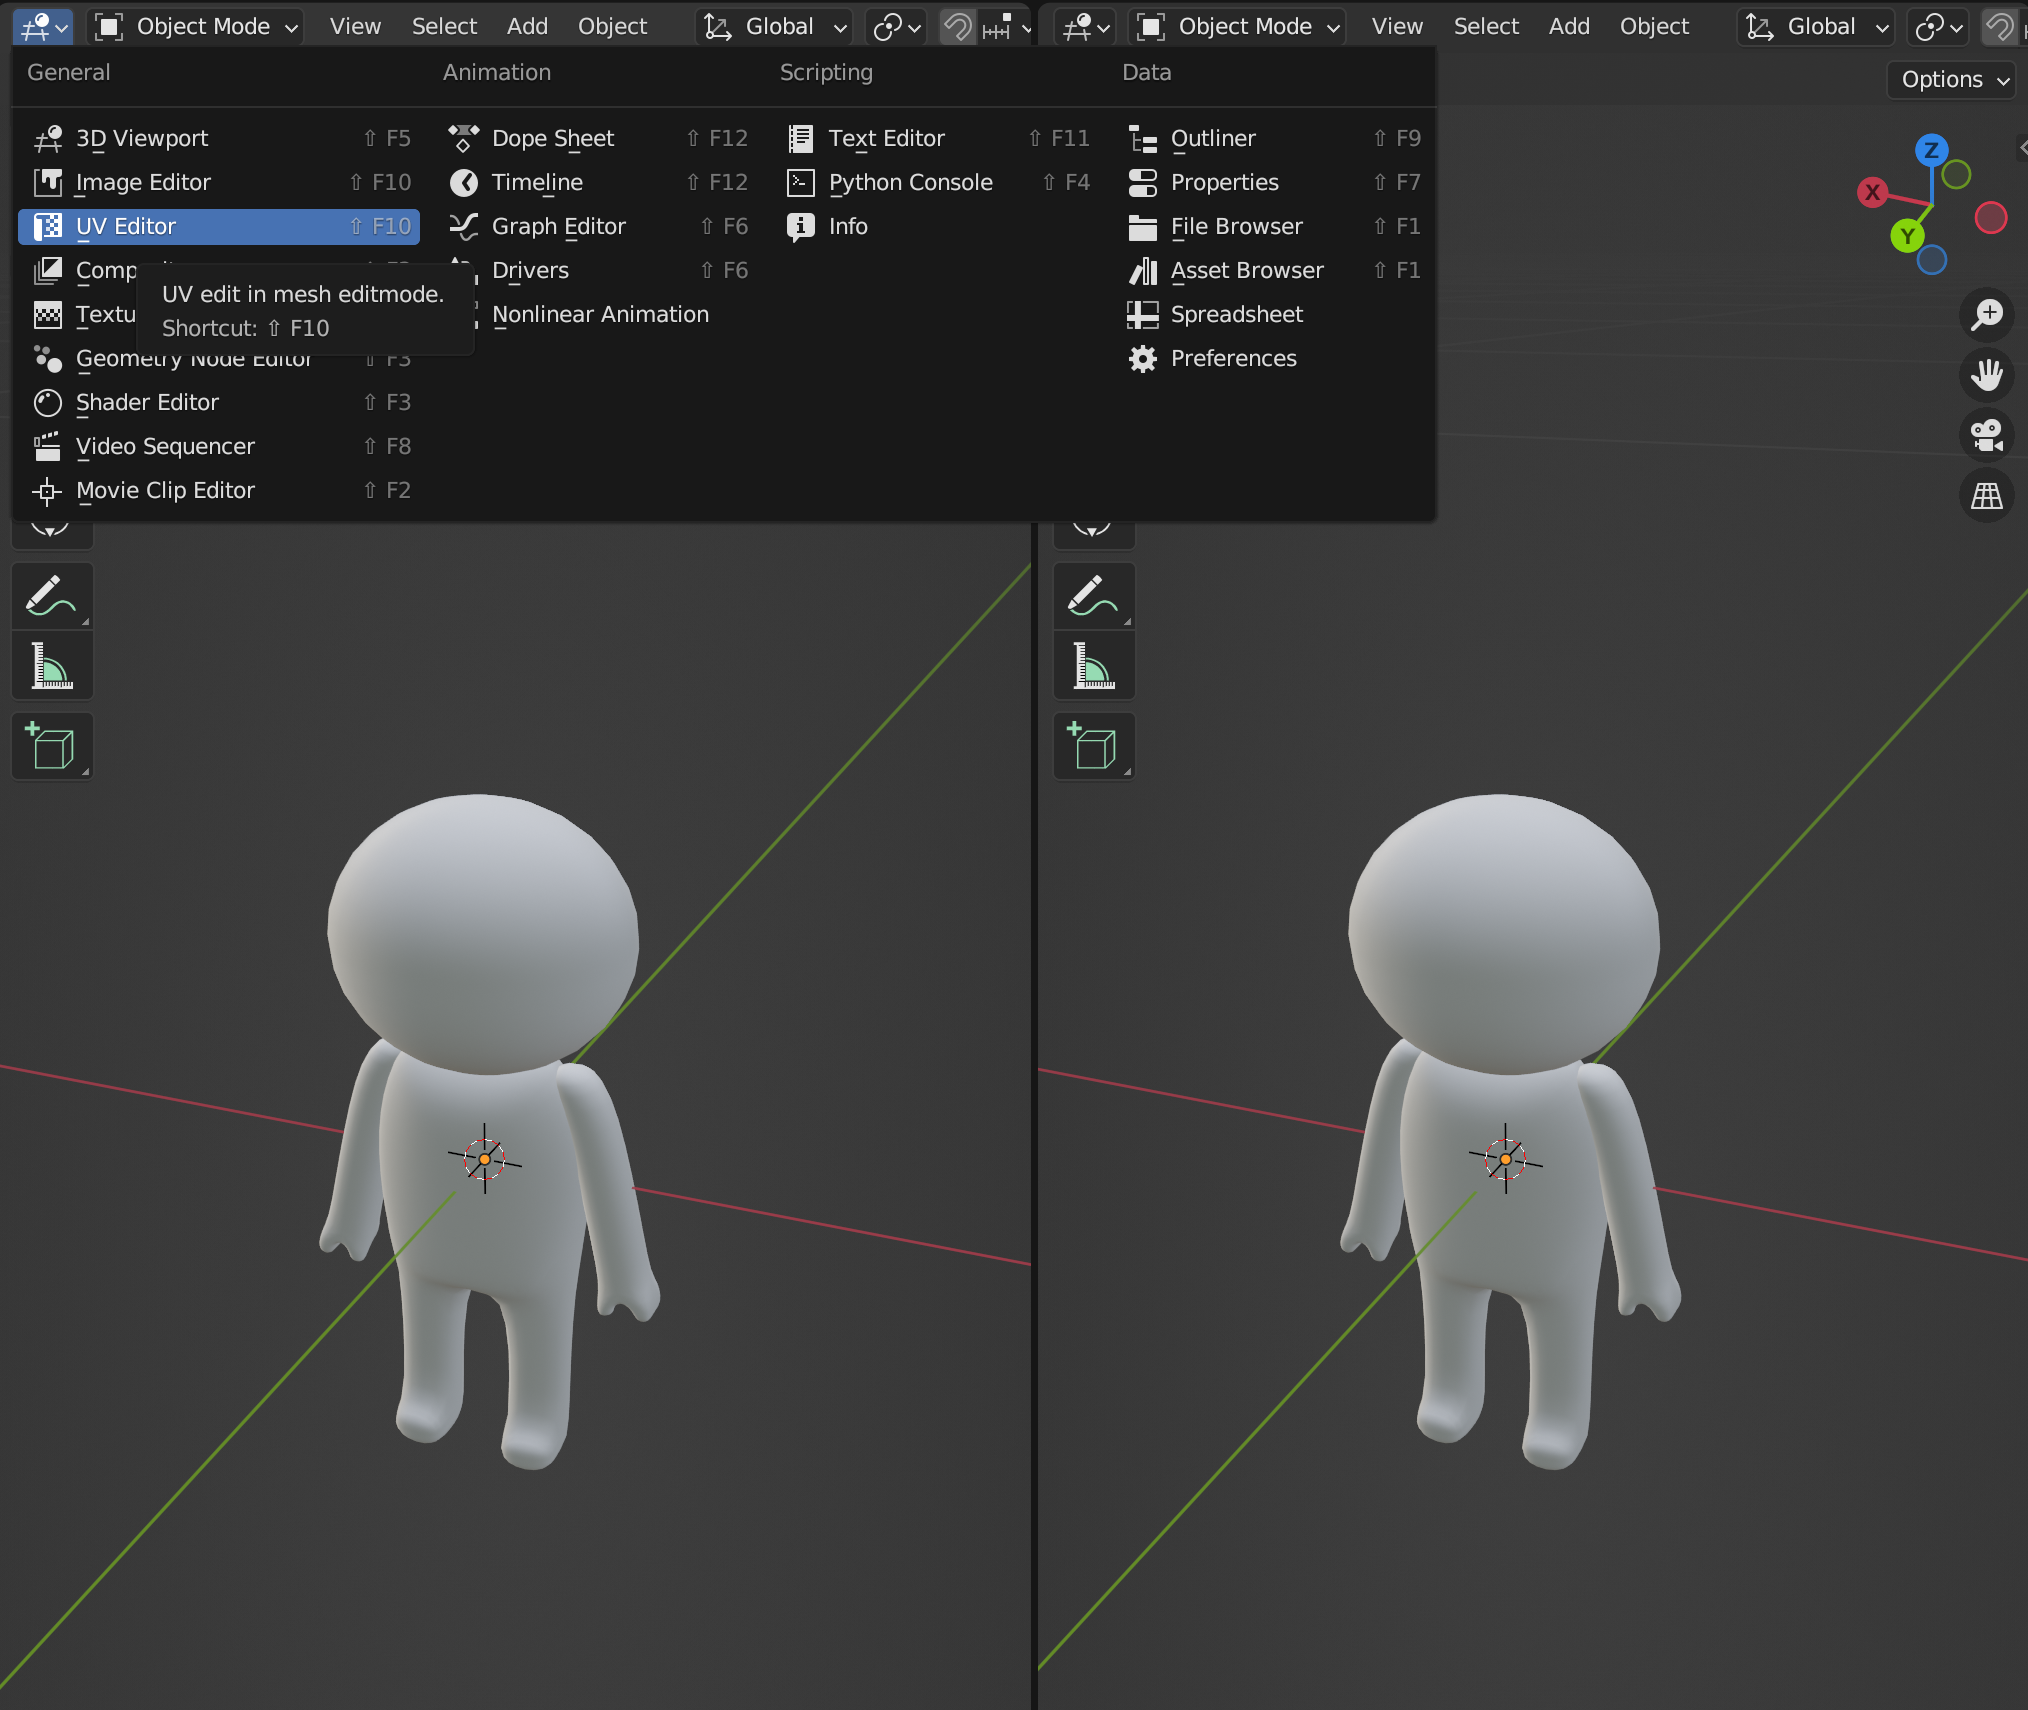 Object Mode View Select Add Object Global
Object Mode View Select Add Object Global
Options
General
3D Viewport ⇧ F5
Image Editor ⇧ F10
UV Editor ⇧ F10
Geometry Node Editor ⇧ F3
Shader Editor ⇧ F3
Video Sequencer ⇧ F8
Movie Clip Editor ⇧ F2
UV edit in mesh editmode.
Shortcut: ⇧ F10
Animation
Dope Sheet ⇧ F12
Timeline ⇧ F12
Graph Editor ⇧ F6
Drivers ⇧ F6
Nonlinear Animation
Scripting
Text Editor ⇧ F11
Python Console ⇧ F4
Info
Data
Outliner ⇧ F9
Properties ⇧ F7
File Browser ⇧ F1
Asset Browser ⇧ F1
Spreadsheet
Preferences
Z
X
Y